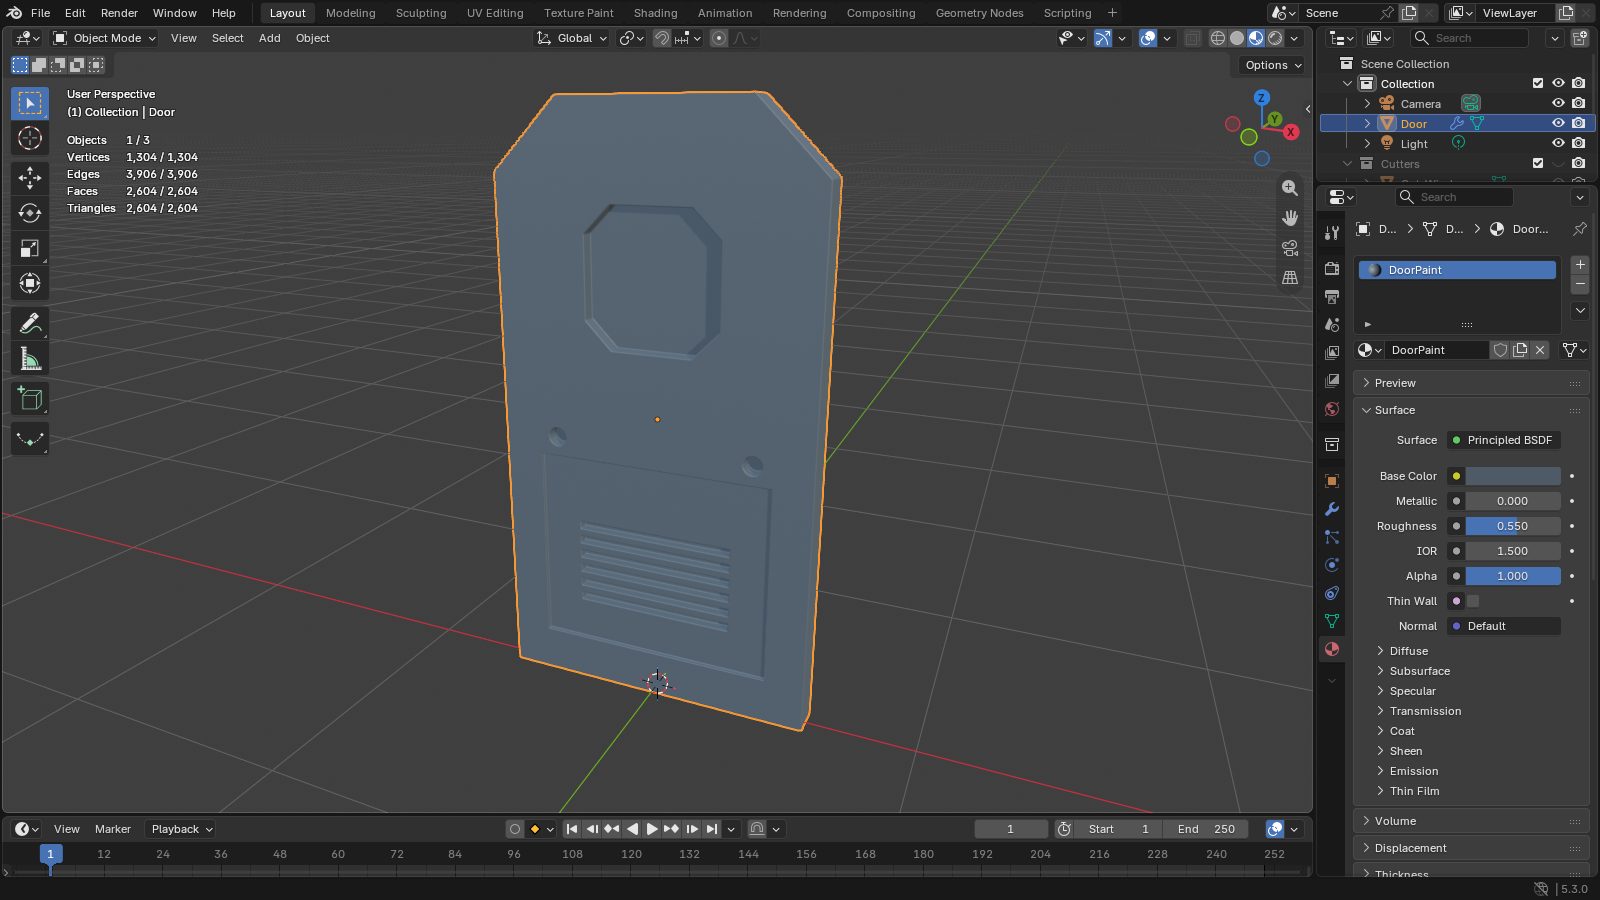 File Edit Render Window Help Layout Modeling Sculpting UV Editing Texture Paint Shading Animation Rendering Compositing Geometry Nodes Scripting + Scene ViewLayer
Object Mode View Select Add Object Global Search
Options
User Perspective
(1) Collection | Door
Objects 1 / 3
Vertices 1,304 / 1,304
Edges 3,906 / 3,906
Faces 2,604 / 2,604
Triangles 2,604 / 2,604
Z
Y
X
Scene Collection
Collection
Camera
Door
Light
Cutters
Search
D... D... Door...
DoorPaint
DoorPaint
Preview
Surface
Surface Principled BSDF
Base Color
Metallic 0.000
Roughness 0.550
IOR 1.500
Alpha 1.000
Thin Wall
Normal Default
Diffuse
Subsurface
Specular
Transmission
Coat
Sheen
Emission
Thin Film
Volume
Displacement
Thickness
View Marker Playback 1 Start 1 End 250
1 12 24 36 48 60 72 84 96 108 120 132 144 156 168 180 192 204 216 228 240 252
5.3.0